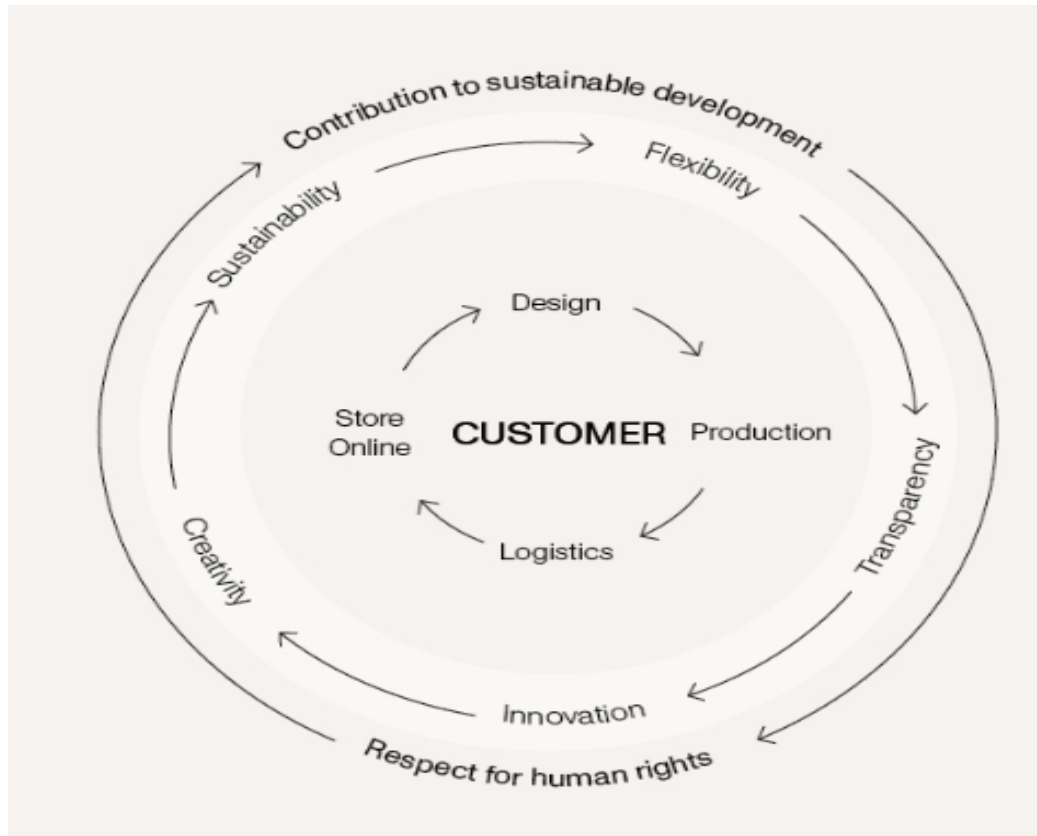 Contribution to sustainable development
Flexibility
Sustainability
Design
Store
Online
CUSTOMER
Production
Transparency
Logistics
Creativity
Innovation
Respect for human rights